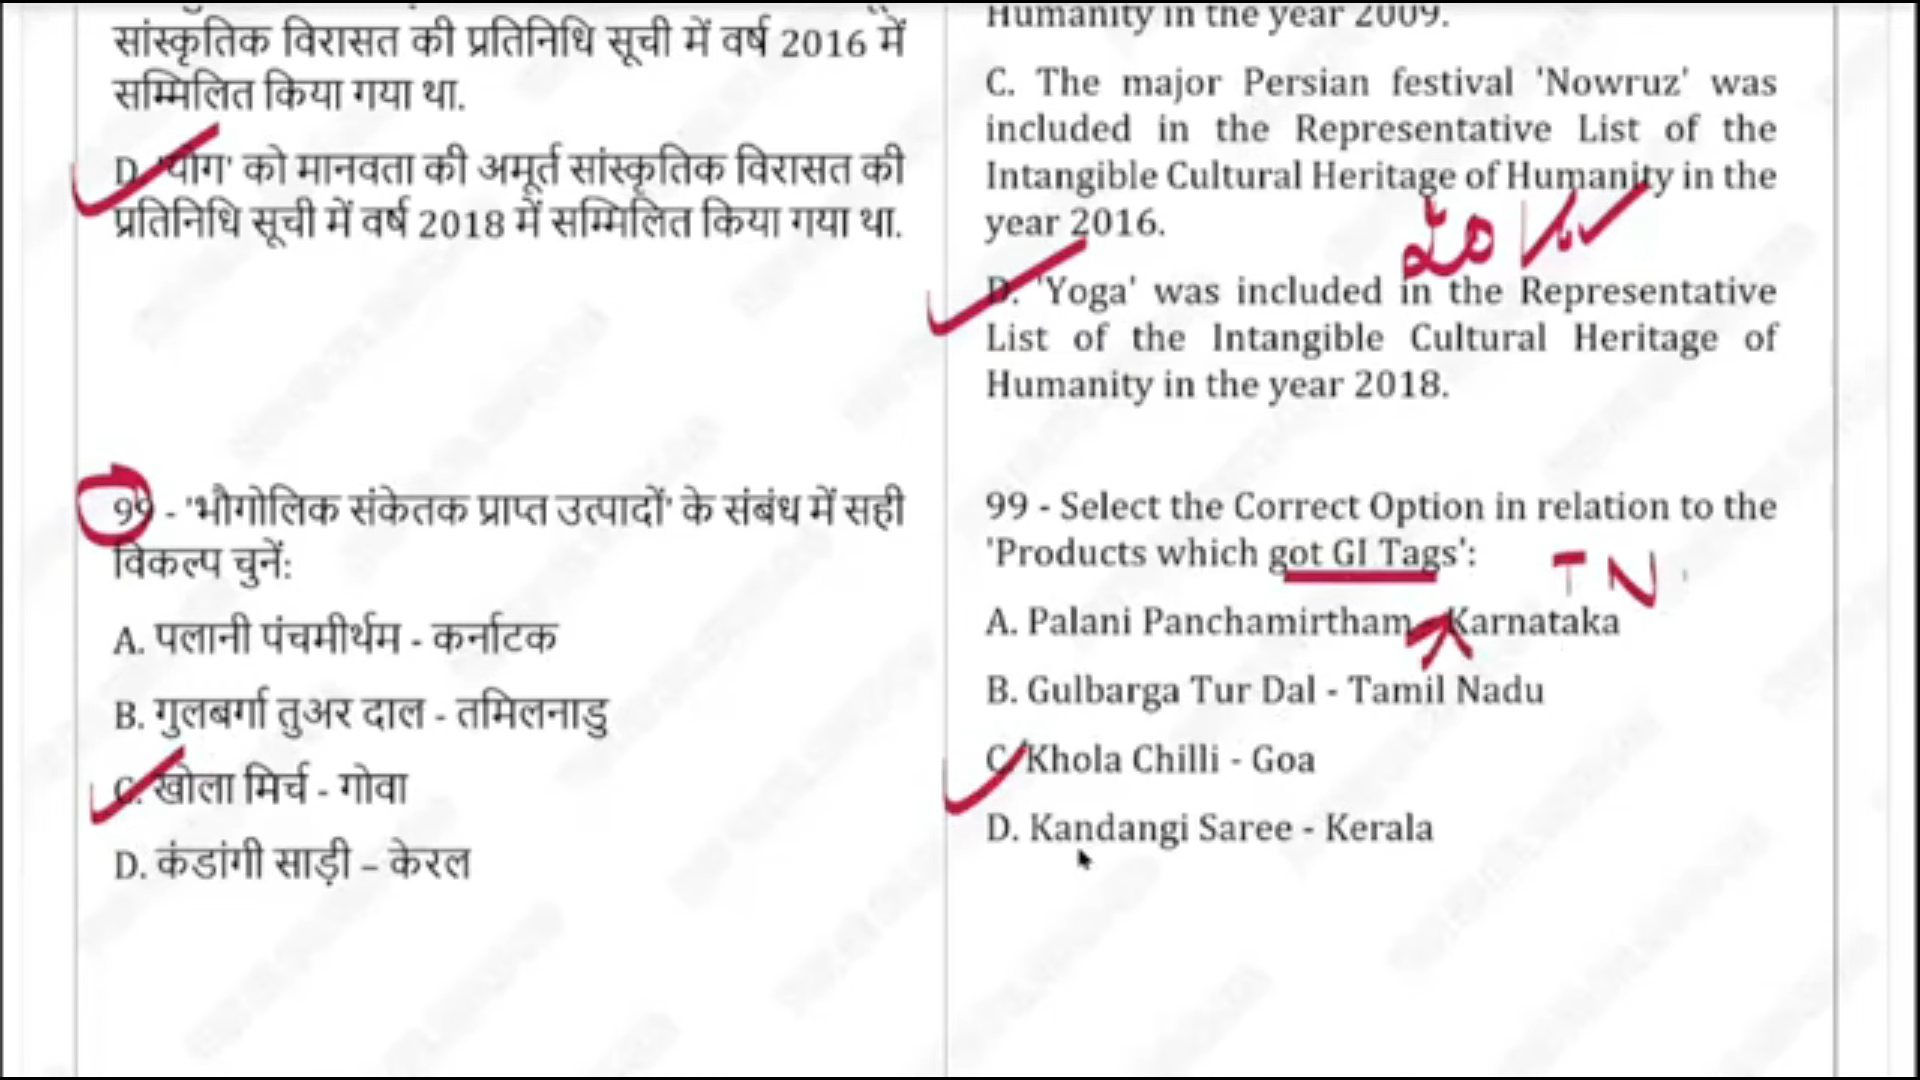 सांस्कृतिक विरासत की प्रतिनिधि सूची में वर्ष 2016 में
सम्मिलित किया गया था.
D. 'योग' को मानवता की अमूर्त सांस्कृतिक विरासत की
प्रतिनिधि सूची में वर्ष 2018 में सम्मिलित किया गया था.
99 - 'भौगोलिक संकेतक प्राप्त उत्पादों' के संबंध में सही
विकल्प चुनें:
A. पलानी पंचमीर्थम - कर्नाटक
B. गुलबर्गा तुअर दाल - तमिलनाडु
C. खोला मिर्च - गोवा
D. कंडांगी साड़ी – केरल
Humanity in the year 2009.
C. The major Persian festival 'Nowruz' was
included in the Representative List of the
Intangible Cultural Heritage of Humanity in the
year 2016.
2016
D. 'Yoga' was included in the Representative
List of the Intangible Cultural Heritage of
Humanity in the year 2018.
99 - Select the Correct Option in relation to the
'Products which got GI Tags':
TN
A. Palani Panchamirtham - Karnataka
B. Gulbarga Tur Dal - Tamil Nadu
C. Khola Chilli - Goa
D. Kandangi Saree - Kerala